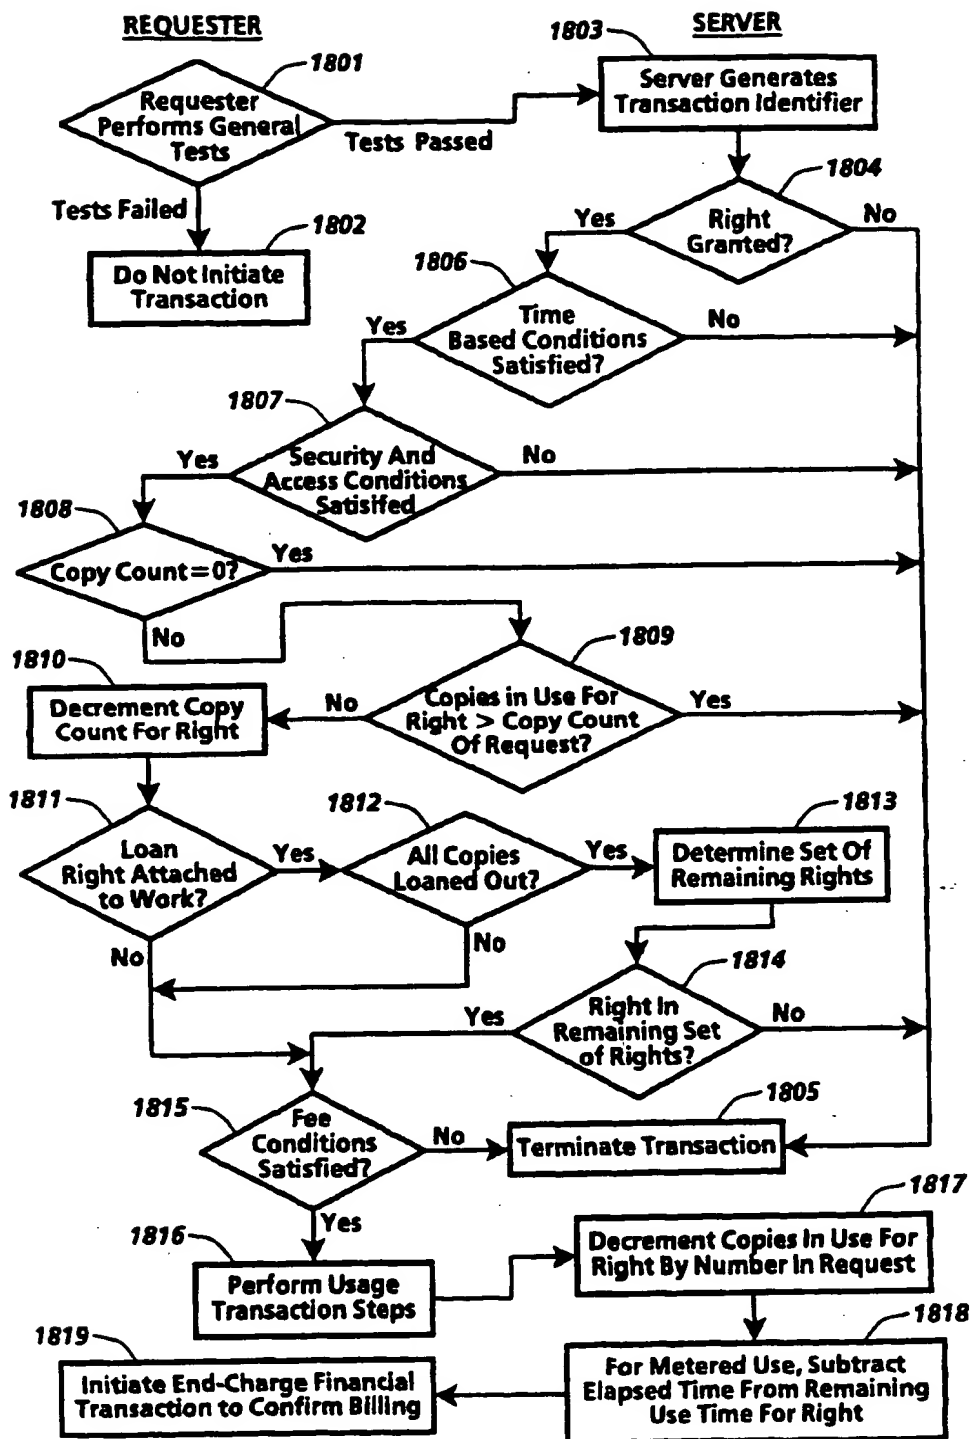 REQUESTER
SERVER
1801
1803
Requester
Performs General
Tests
Tests Passed
Server Generates
Transaction Identifier
Tests Failed
1802
Do Not Initiate
Transaction
1804
Right
Granted?
Yes
No
1806
Time
Based Conditions
Satisfied?
Yes
No
1807
Security And
Access Conditions
Satisifed
Yes
No
1808
Copy Count=0?
Yes
No
1809
Copies in Use For
Right > Copy Count
Of Request?
No
Yes
1810
Decrement Copy
Count For Right
1811
Loan
Right Attached
to Work?
Yes
No
1812
All Copies
Loaned Out?
Yes
No
1813
Determine Set Of
Remaining Rights
1814
Right In
Remaining Set
of Rights?
Yes
No
1815
Fee
Conditions
Satisfied?
No
Yes
1805
Terminate Transaction
1816
Perform Usage
Transaction Steps
1817
Decrement Copies In Use For
Right By Number In Request
1818
For Metered Use, Subtract
Elapsed Time From Remaining
Use Time For Right
1819
Initiate End-Charge Financial
Transaction to Confirm Billing